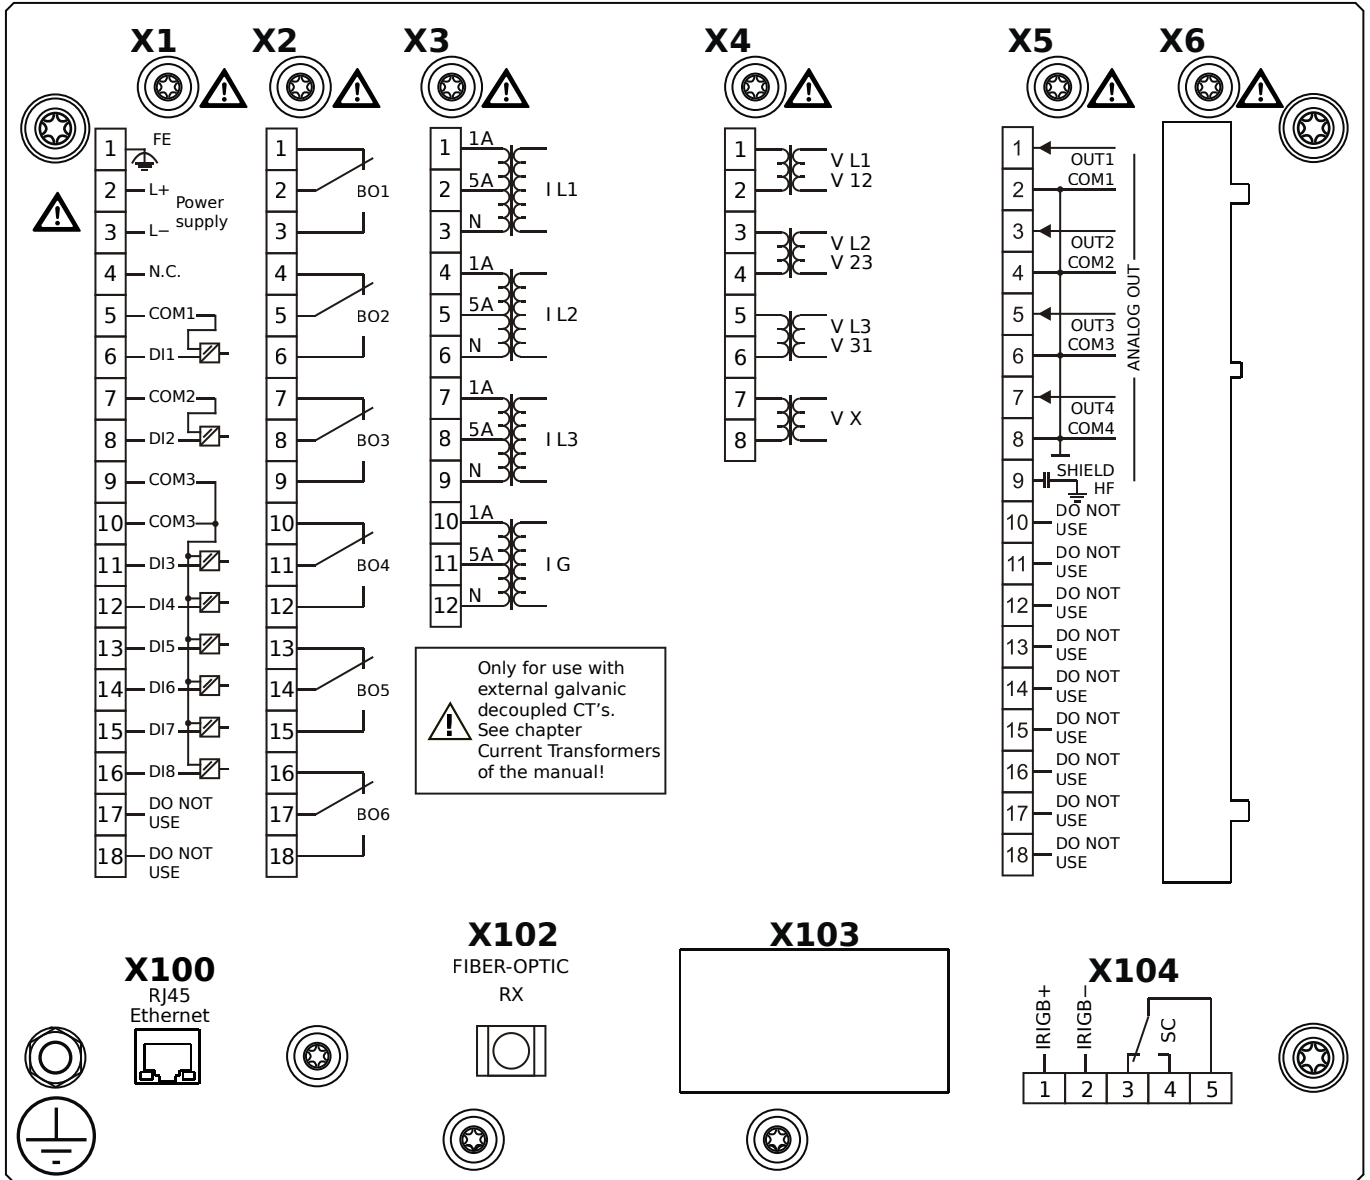 X1
X2
X3
X4
X5
X6
1
FE
2
L+
Power
supply
3
L−
4
N.C.
5
COM1
6
DI1
7
COM2
8
DI2
9
COM3
10
COM3
11
DI3
12
DI4
13
DI5
14
DI6
15
DI7
16
DI8
17
DO NOT
USE
18
DO NOT
USE
1
2
BO1
3
4
5
BO2
6
7
8
BO3
9
10
11
BO4
12
13
14
BO5
15
16
17
BO6
18
1
1A
2
5A
I L1
3
N
4
1A
5
5A
I L2
6
N
7
1A
8
5A
I L3
9
N
10
1A
11
5A
I G
12
N
Only for use with
external galvanic
decoupled CT's.
See chapter
Current Transformers
of the manual!
1
V L1
2
V 12
3
V L2
4
V 23
5
V L3
6
V 31
7
V X
8
1
OUT1
2
COM1
3
OUT2
4
COM2
5
OUT3
6
COM3
7
OUT4
8
COM4
ANALOG OUT
9
SHIELD
HF
10
DO NOT
USE
11
DO NOT
USE
12
DO NOT
USE
13
DO NOT
USE
14
DO NOT
USE
15
DO NOT
USE
16
DO NOT
USE
17
DO NOT
USE
18
DO NOT
USE
X100
RJ45
Ethernet
X102
FIBER-OPTIC
RX
X103
X104
IRIGB+
IRIGB−
SC
1
2
3
4
5